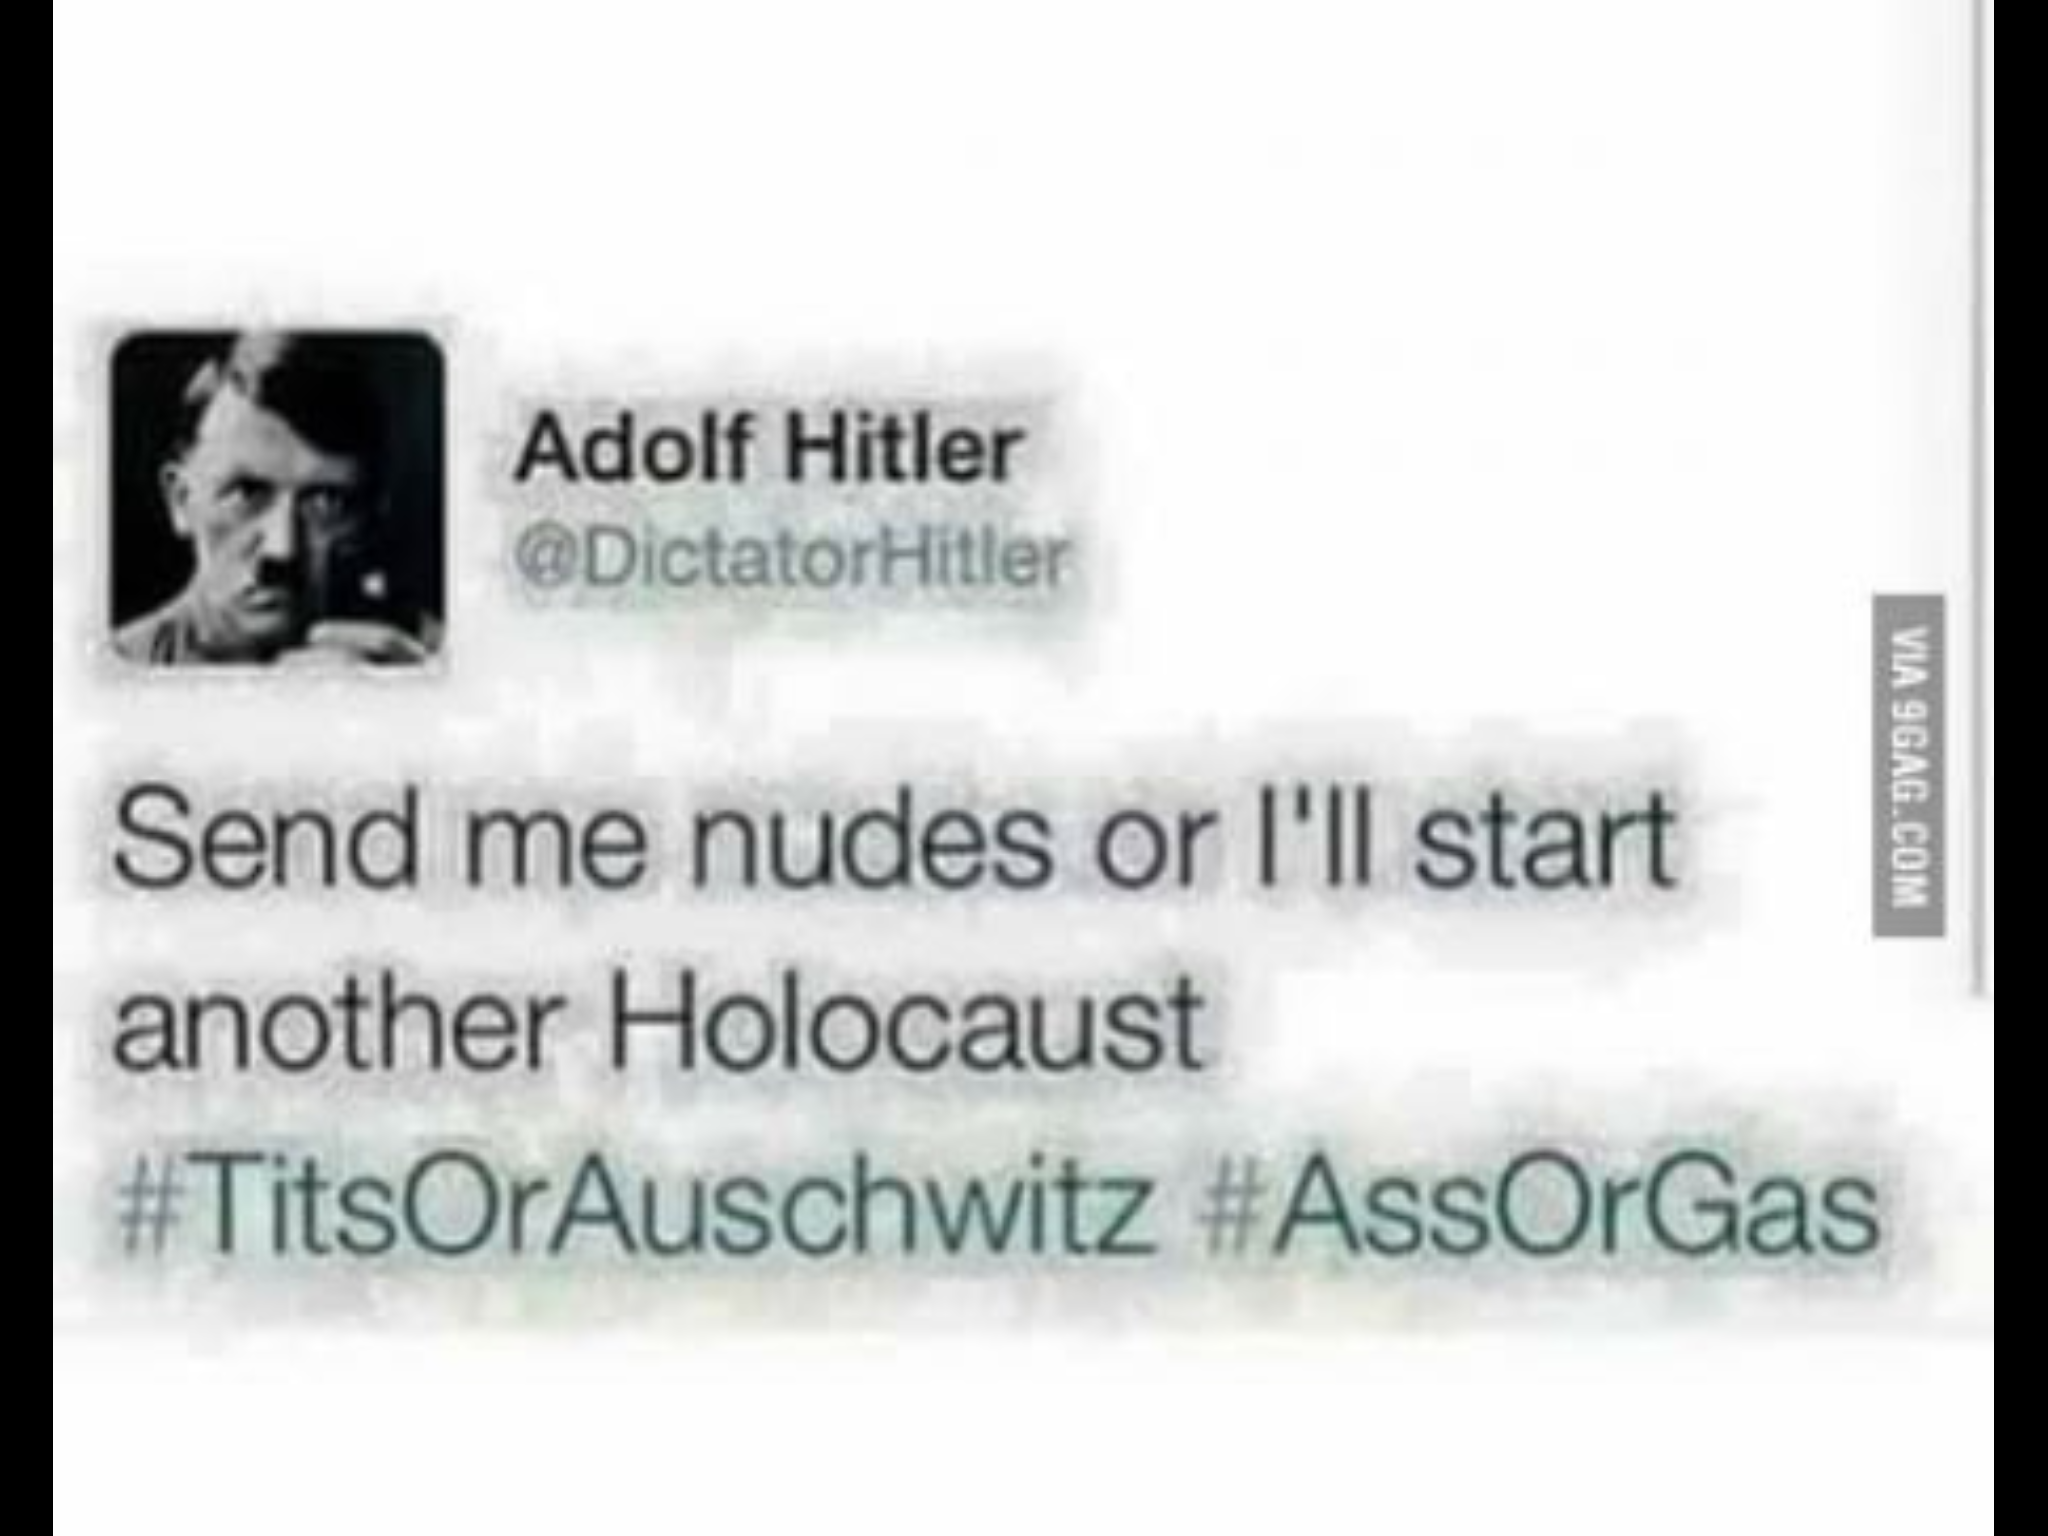 Adolf Hitler
@DictatorHitler
Send me nudes or I'll start
another Holocaust
#TitsOrAuschwitz #AssOrGas
VIA 9GAG.COM